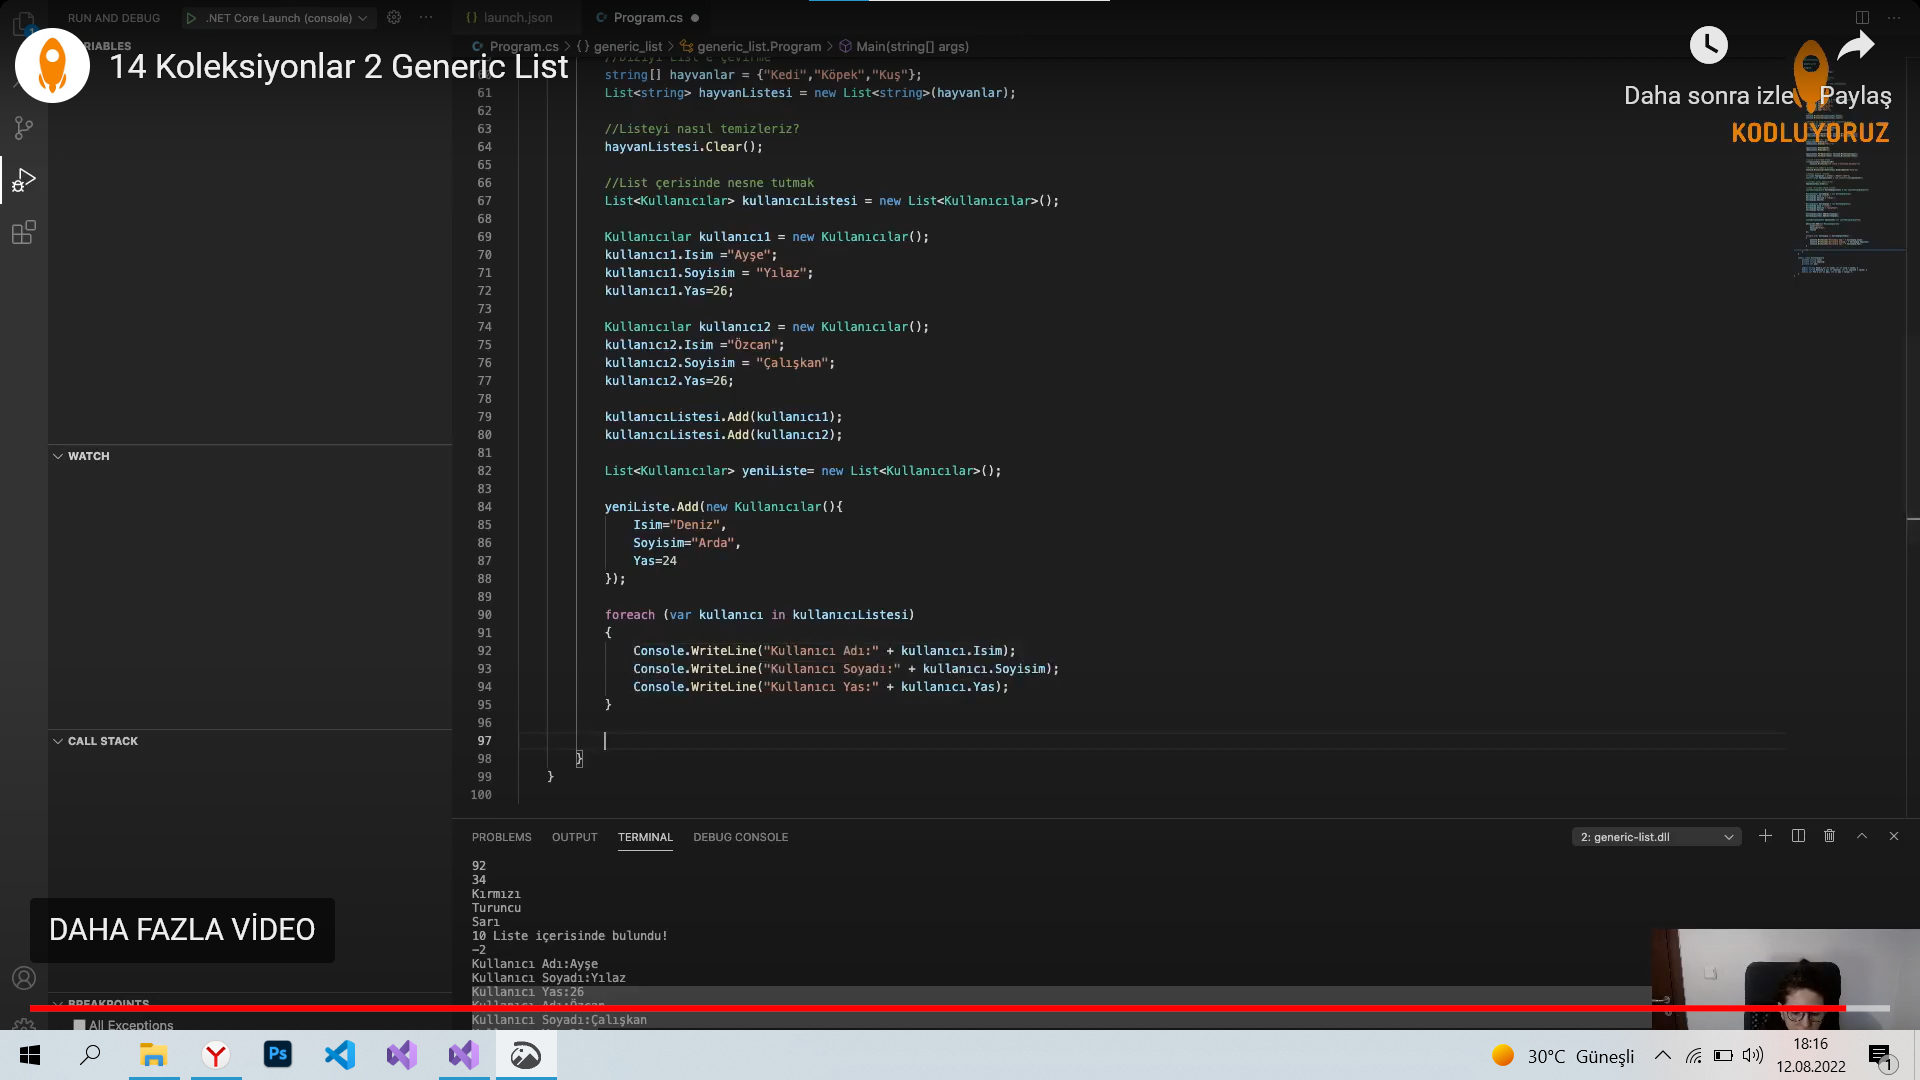 RUN AND DEBUG
.NET Core Launch (console)
launch.json
Program.cs
VARIABLES
14 Koleksiyonlar 2 Generic List
Program.cs > {} generic_list > generic_list.Program > Main(string[] args)
Daha sonra izle
Paylaş
KODLUYORUZ
//Diziyi List'e çevirme
string[] hayvanlar = {"Kedi","Köpek","Kuş"};
61 List<string> hayvanListesi = new List<string>(hayvanlar);
62
63 //Listeyi nasıl temizleriz?
64 hayvanListesi.Clear();
65
66 //List çerisinde nesne tutmak
67 List<Kullanıcılar> kullanıcıListesi = new List<Kullanıcılar>();
68
69 Kullanıcılar kullanıcı1 = new Kullanıcılar();
70 kullanıcı1.Isim ="Ayşe";
71 kullanıcı1.Soyisim = "Yılaz";
72 kullanıcı1.Yas=26;
73
74 Kullanıcılar kullanıcı2 = new Kullanıcılar();
75 kullanıcı2.Isim ="Özcan";
76 kullanıcı2.Soyisim = "Çalışkan";
77 kullanıcı2.Yas=26;
78
79 kullanıcıListesi.Add(kullanıcı1);
80 kullanıcıListesi.Add(kullanıcı2);
81
82 List<Kullanıcılar> yeniListe= new List<Kullanıcılar>();
83
84 yeniListe.Add(new Kullanıcılar(){
85 Isim="Deniz",
86 Soyisim="Arda",
87 Yas=24
88 });
89
90 foreach (var kullanıcı in kullanıcıListesi)
91 {
92 Console.WriteLine("Kullanıcı Adı:" + kullanıcı.Isim);
93 Console.WriteLine("Kullanıcı Soyadı:" + kullanıcı.Soyisim);
94 Console.WriteLine("Kullanıcı Yas:" + kullanıcı.Yas);
95 }
96
97
98 }
99 }
100
WATCH
CALL STACK
BREAKPOINTS
All Exceptions
DAHA FAZLA VİDEO
PROBLEMS OUTPUT TERMINAL DEBUG CONSOLE
2: generic-list.dll
92
34
Kırmızı
Turuncu
Sarı
10 Liste içerisinde bulundu!
-2
Kullanıcı Adı:Ayşe
Kullanıcı Soyadı:Yılaz
Kullanıcı Yas:26
Kullanıcı Adı:Özcan
Kullanıcı Soyadı:Çalışkan
Ps
30°C Güneşli
18:16
12.08.2022
1